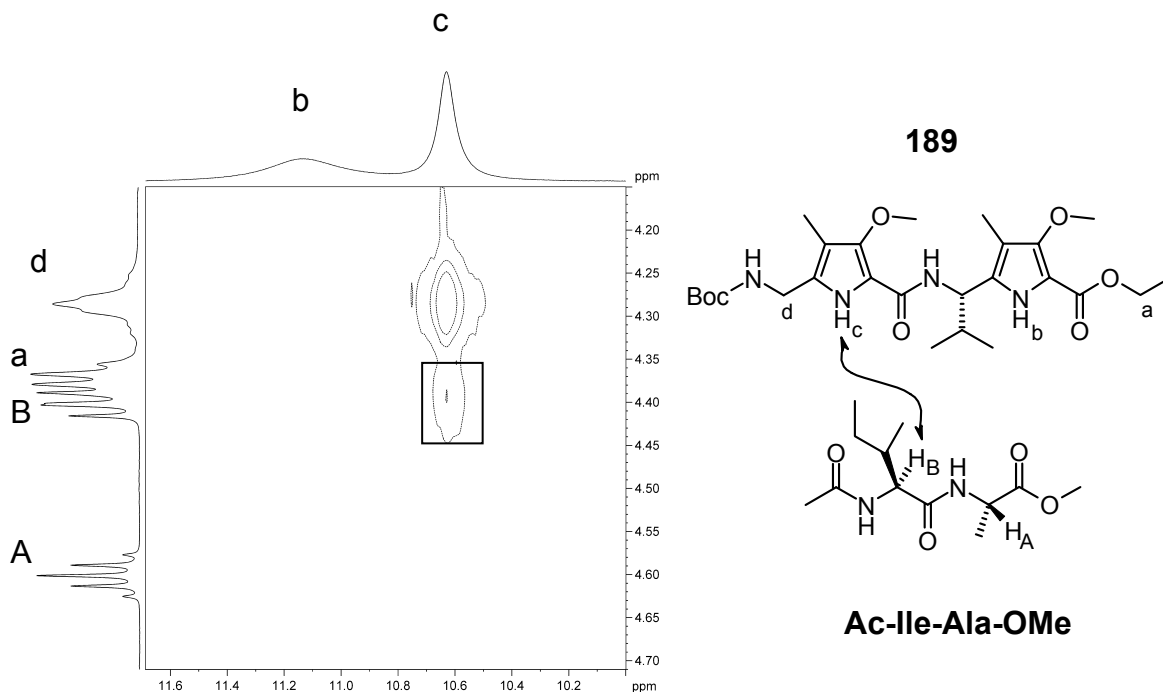 c
b
ppm
4.20
4.25
4.30
4.35
4.40
4.45
4.50
4.55
4.60
4.65
4.70
d
a
B
A
11.6 11.4 11.2 11.0 10.8 10.6 10.4 10.2 ppm
189
O O
H H
Boc N N O
d N O N a
H c H b O
O H B H O
N N O
H O H A
Ac-Ile-Ala-OMe